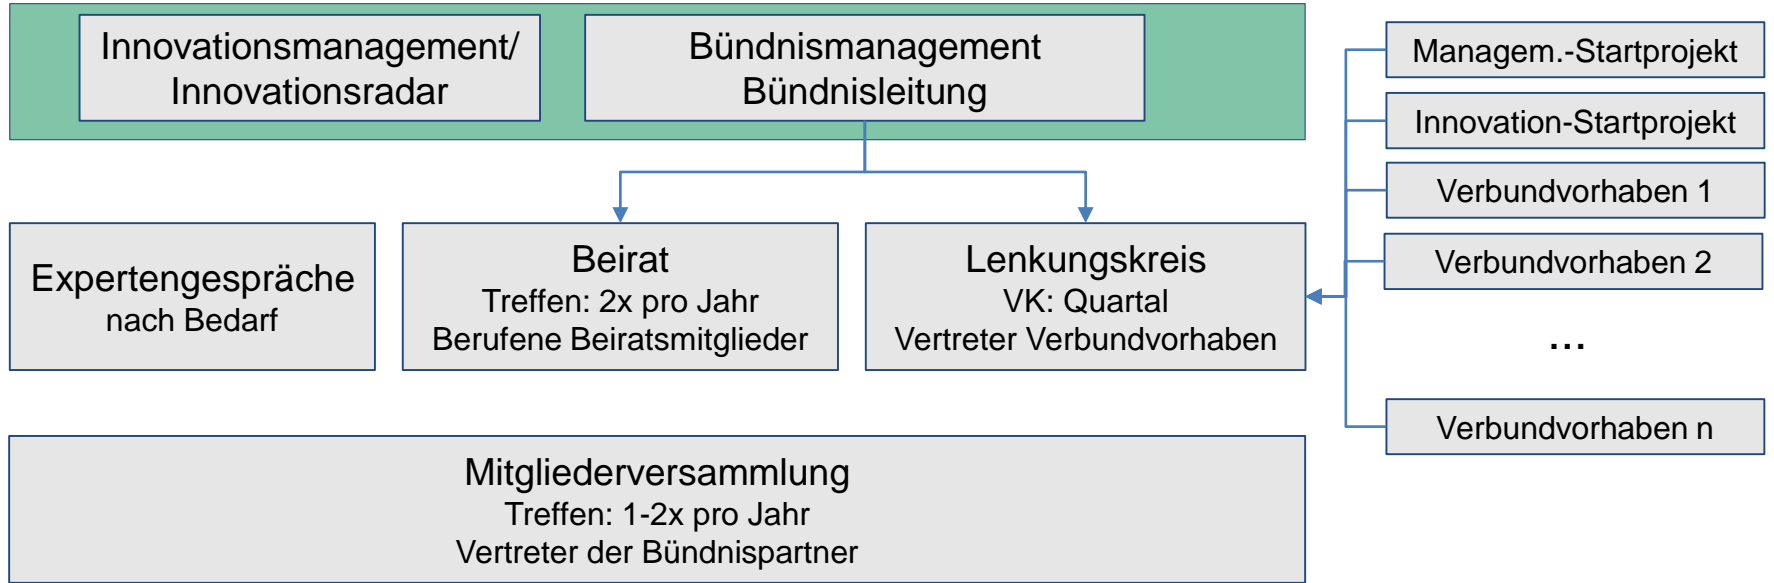 Innovationsmanagement/
Innovationsradar
Bündnismanagement
Bündnisleitung
Expertengespräche
nach Bedarf
Beirat
Treffen: 2x pro Jahr
Berufene Beiratsmitglieder
Lenkungskreis
VK: Quartal
Vertreter Verbundvorhaben
Mitgliederversammlung
Treffen: 1-2x pro Jahr
Vertreter der Bündnispartner
Managem.-Startprojekt
Innovation-Startprojekt
Verbundvorhaben 1
Verbundvorhaben 2
...
Verbundvorhaben n